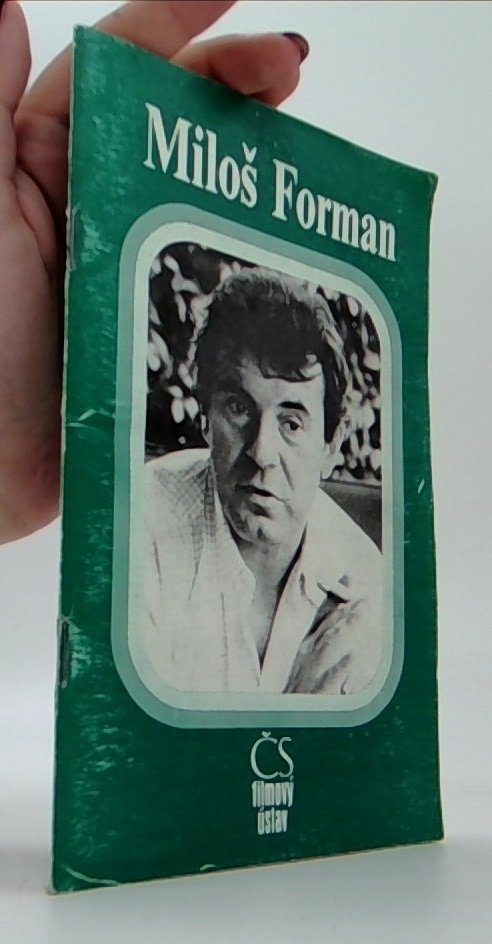 Miloš Forman
ČS
filmový
ústav